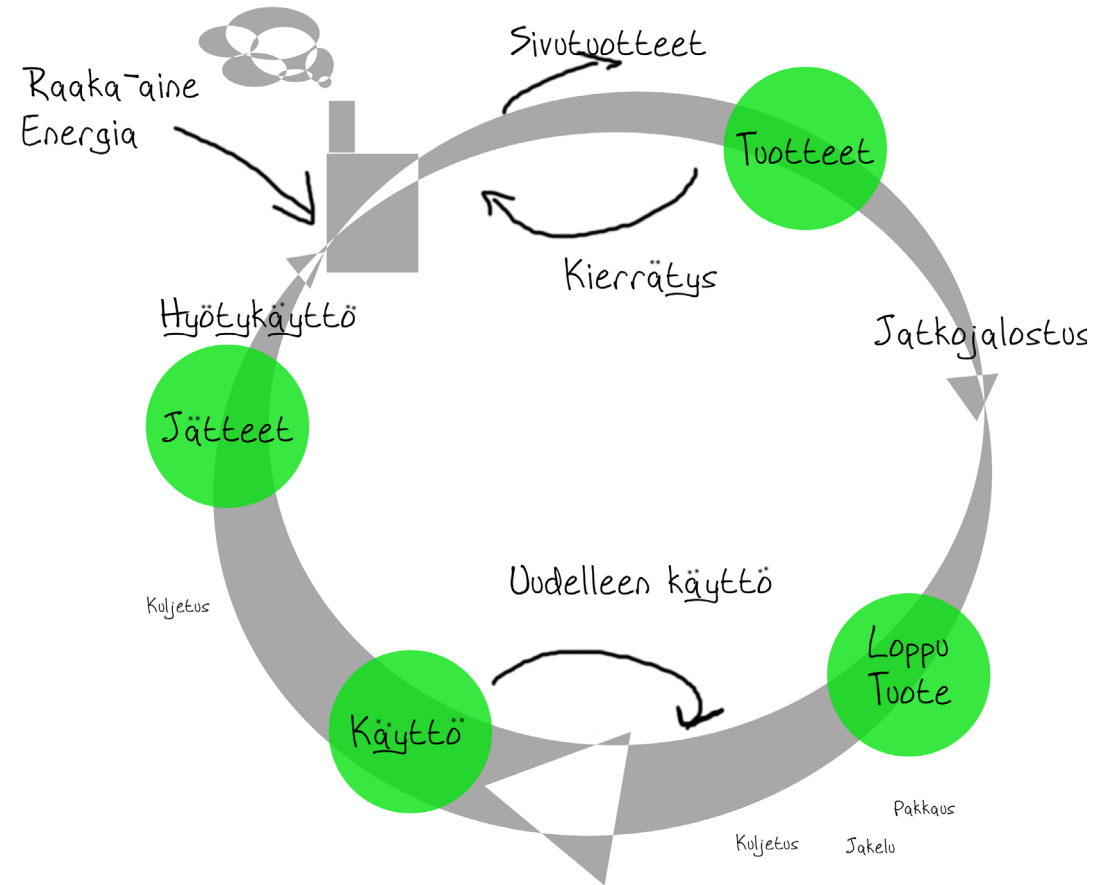 Sivutuotteet
Raaka-aine
Energia
Tuotteet
Kierrätys
Jatkojalostus
Hyötykäyttö
Jätteet
Uudelleen käyttö
Kuljetus
Loppu
Tuote
Käyttö
Pakkaus
Kuljetus
Jakelu